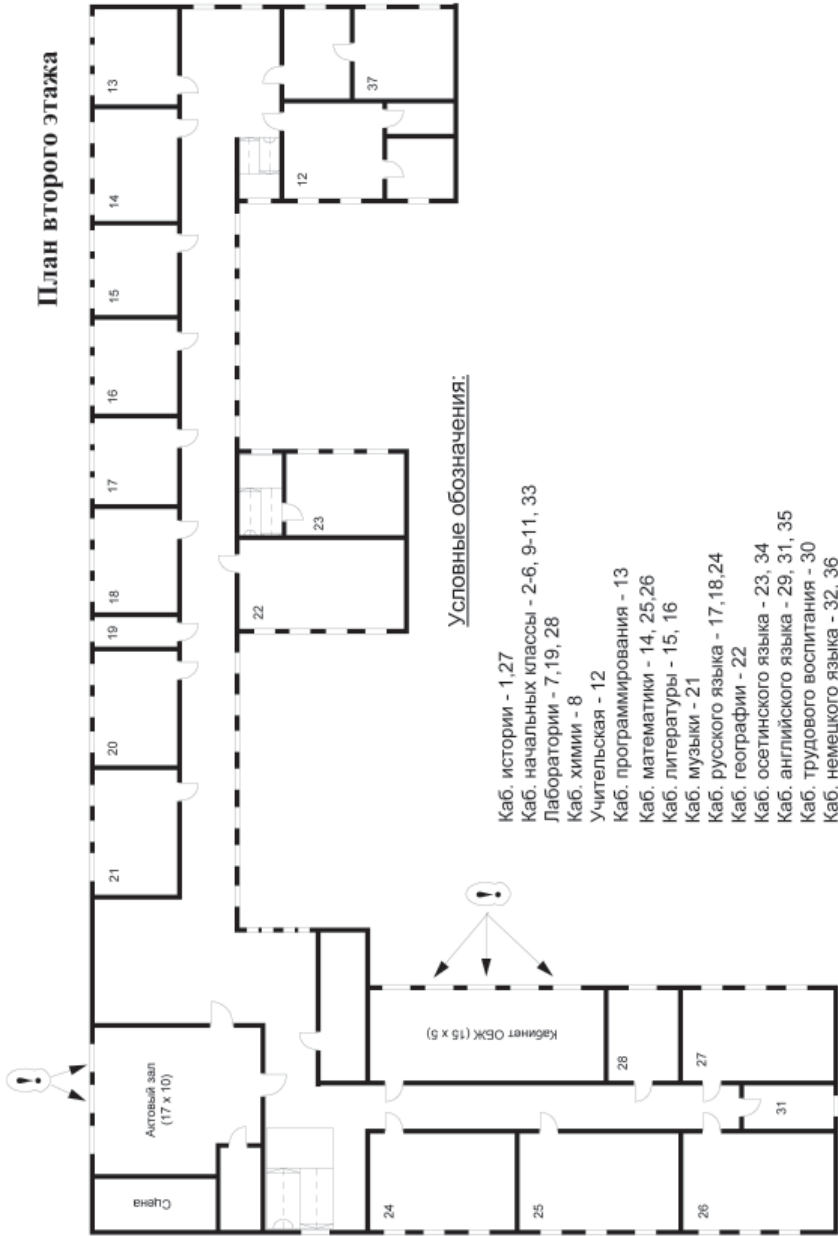 План второго этажа
13
14
15
16
17
18
19
20
21
37
12
23
22
Актовый зал
(17 x 10)
Сцена
Кабинет ОБЖ (15 x 5)
24
25
26
28
27
31
!
!
Условные обозначения:
Каб. истории - 1,27
Каб. начальных классы - 2-6, 9-11, 33
Лаборатории - 7,19, 28
Каб. химии - 8
Учительская - 12
Каб. программирования - 13
Каб. математики - 14, 25,26
Каб. литературы - 15, 16
Каб. музыки - 21
Каб. русского языка - 17,18,24
Каб. географии - 22
Каб. осетинского языка - 23, 34
Каб. английского языка - 29, 31, 35
Каб. трудового воспитания - 30
Каб. немецкого языка - 32, 36